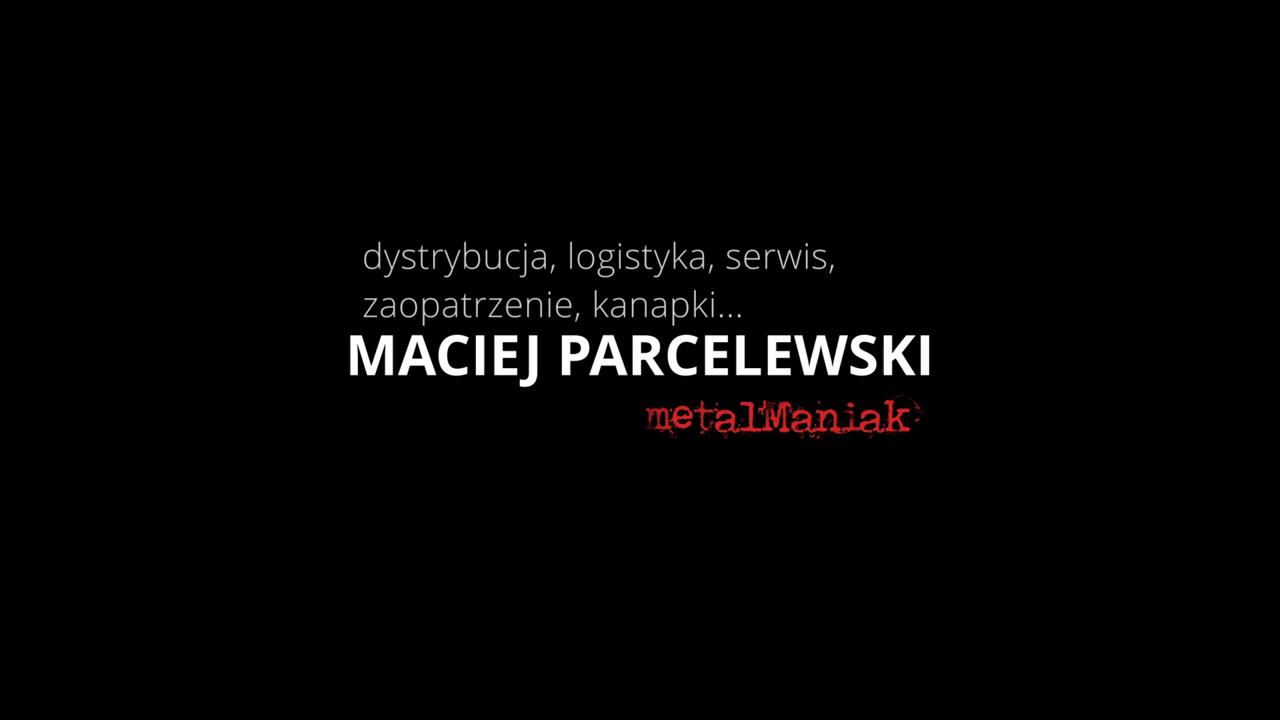 dystrybucja, logistyka, serwis,
zaopatrzenie, kanapki...
MACIEJ PARCELEWSKI
metalManiak